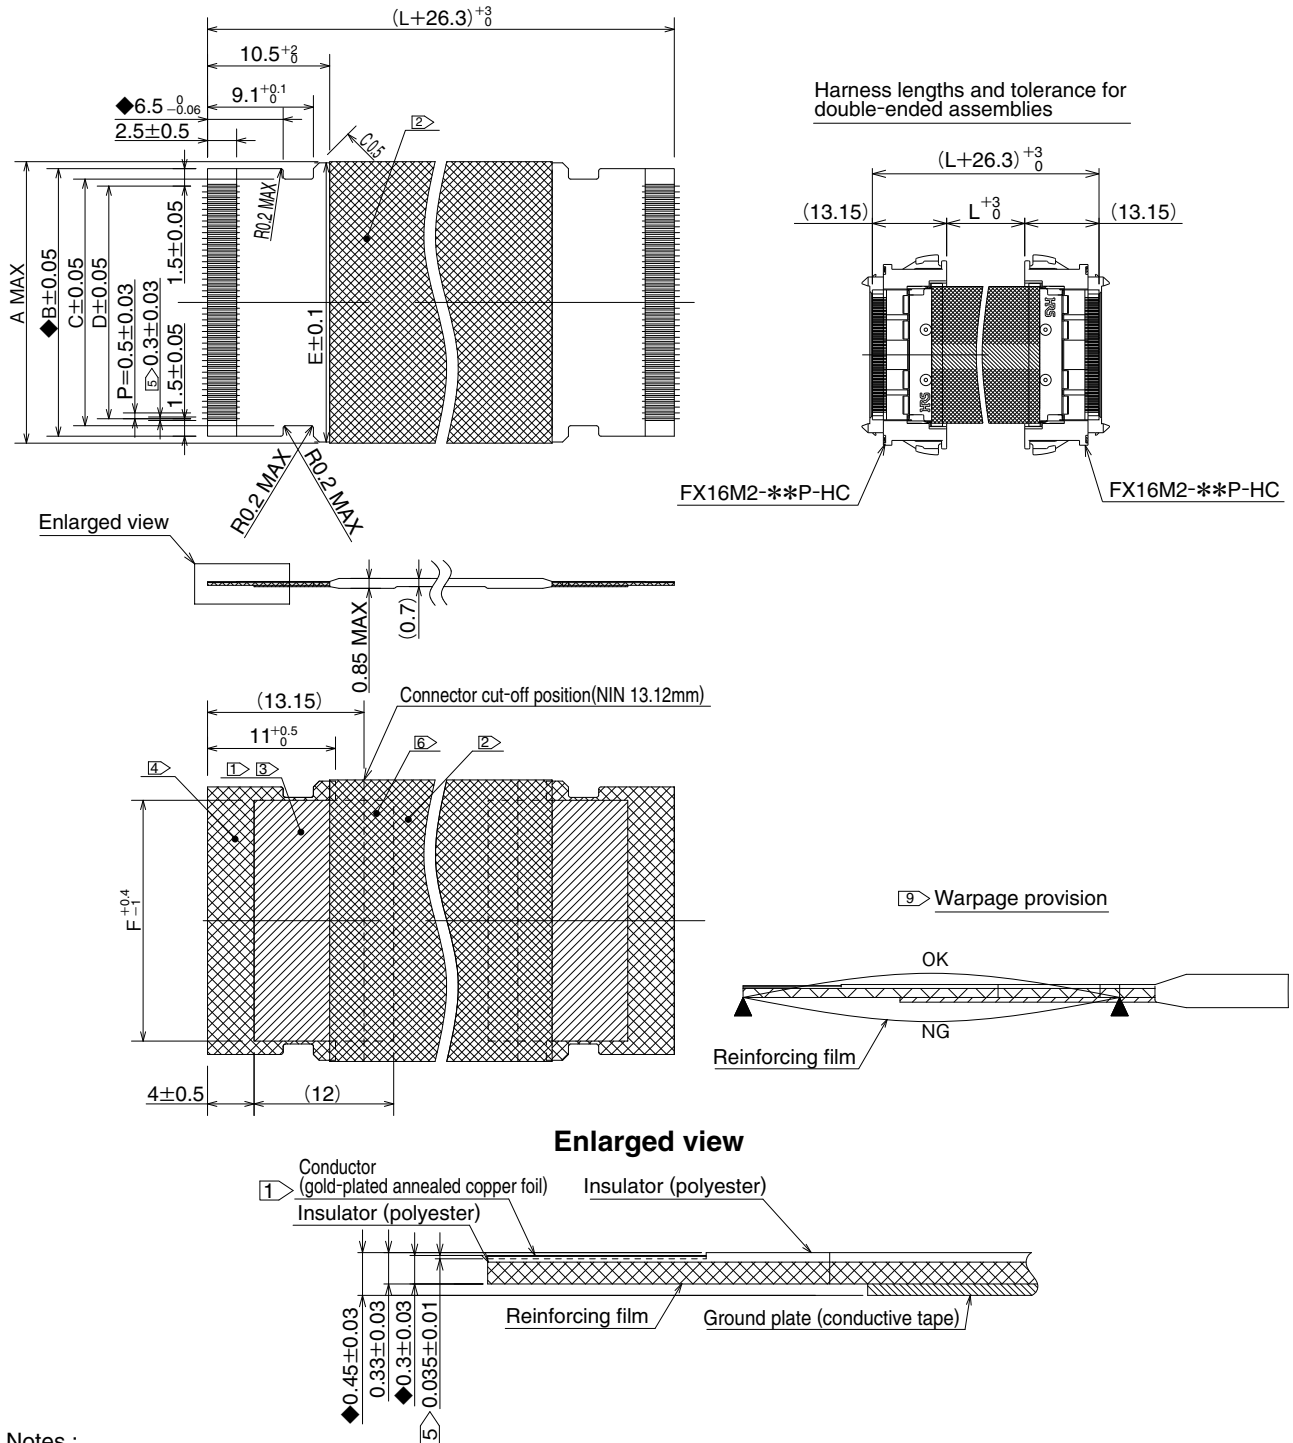 (L+26.3)+3 0
10.5+2 0
9.1+0.1 0
◆6.5 0 -0.06
2.5±0.5
C0.5
2
R0.2 MAX
A MAX
◆B±0.05
C±0.05
D±0.05
P=0.5±0.03
5 0.3±0.03
1.5±0.05
1.5±0.05
E±0.1
R0.2 MAX
R0.2 MAX
Harness lengths and tolerance for
double-ended assemblies
(L+26.3)+3 0
(13.15)
L+3 0
(13.15)
HRS
HRS
FX16M2-**P-HC
FX16M2-**P-HC
Enlarged view
0.85 MAX
(0.7)
(13.15)
Connector cut-off position(NIN 13.12mm)
11+0.5 0
4
1
3
6
2
F+0.4 -1
4±0.5
(12)
9 Warpage provision
OK
NG
Reinforcing film
Enlarged view
1 Conductor
(gold-plated annealed copper foil)
Insulator (polyester)
Insulator (polyester)
Reinforcing film
Ground plate (conductive tape)
◆0.45±0.03
0.33±0.03
◆0.3±0.03
5 0.035±0.01
Notes :